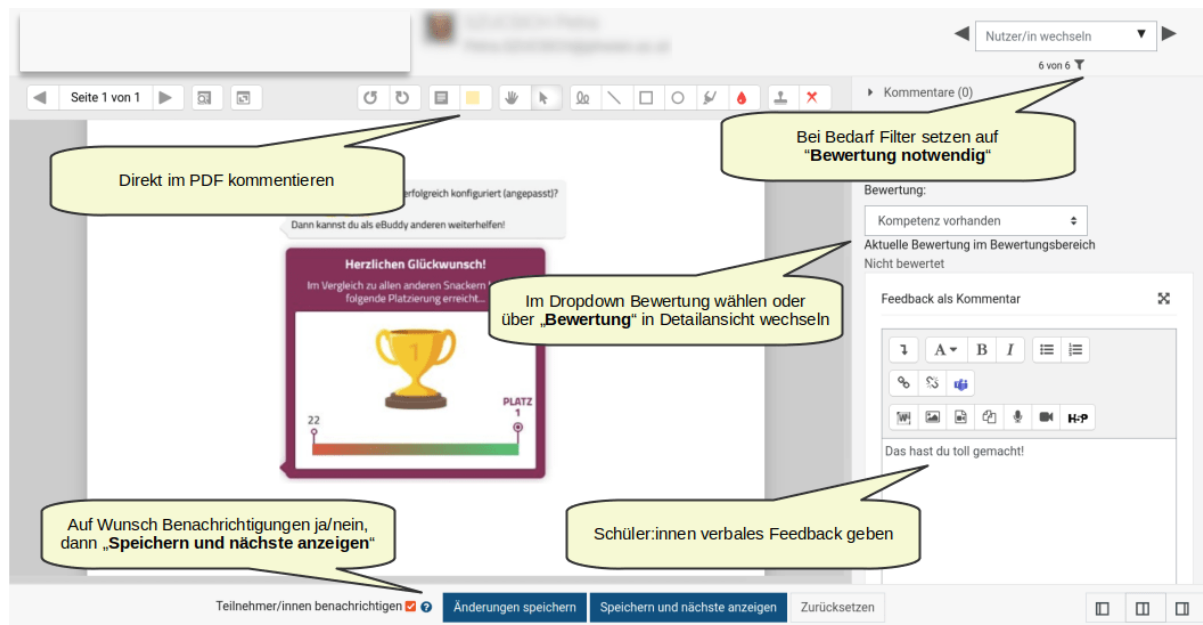 Nutzer/in wechseln
6 von 6
Seite 1 von 1
Kommentare (0)
Bei Bedarf Filter setzen auf
“Bewertung notwendig“
Direkt im PDF kommentieren
erfolgreich konfiguriert (angepasst)?
Dann kannst du als eBuddy anderen weiterhelfen!
Bewertung:
Kompetenz vorhanden
Aktuelle Bewertung im Bewertungsbereich
Nicht bewertet
Herzlichen Glückwunsch!
Im Vergleich zu allen anderen Snackern
folgende Platzierung erreicht...
Im Dropdown Bewertung wählen oder
über „Bewertung“ in Detailansicht wechseln
Feedback als Kommentar
A B I
1
PLATZ
1
22
H-P
Das hast du toll gemacht!
Auf Wunsch Benachrichtigungen ja/nein,
dann „Speichern und nächste anzeigen“
Schüler:innen verbales Feedback geben
Teilnehmer/innen benachrichtigen
Änderungen speichern
Speichern und nächste anzeigen
Zurücksetzen